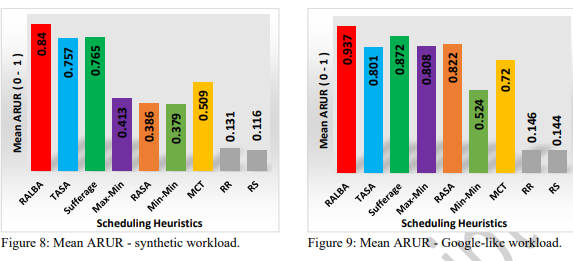 Mean ARUR ( 0 - 1 )
0.84
0.757
0.765
0.413
0.386
0.379
0.509
0.131
0.116
RALBA
TASA
Sufferage
Max-Min
RASA
Min-Min
MCT
RR
RS
Scheduling Heuristics
Figure 8: Mean ARUR - synthetic workload.
Mean ARUR ( 0 - 1 )
0.937
0.801
0.872
0.808
0.822
0.524
0.72
0.146
0.144
RALBA
TASA
Sufferage
Max-Min
RASA
Min-Min
MCT
RR
RS
Scheduling Heuristics
Figure 9: Mean ARUR - Google-like workload.